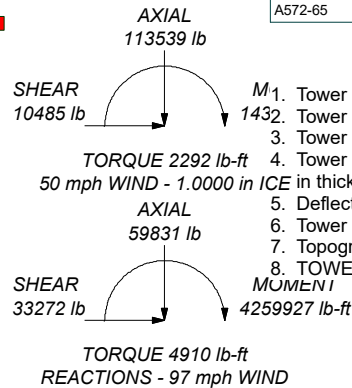 A572-65
AXIAL
113539 lb
SHEAR
10485 lb
M
143
TORQUE 2292 lb-ft
50 mph WIND - 1.0000 in ICE
1. Tower
2. Tower
3. Tower
4. Tower
in thick
5. Deflect
6. Tower
7. Topogr
8. TOWE
AXIAL
59831 lb
SHEAR
33272 lb
MOMENT
4259927 lb-ft
TORQUE 4910 lb-ft
REACTIONS - 97 mph WIND